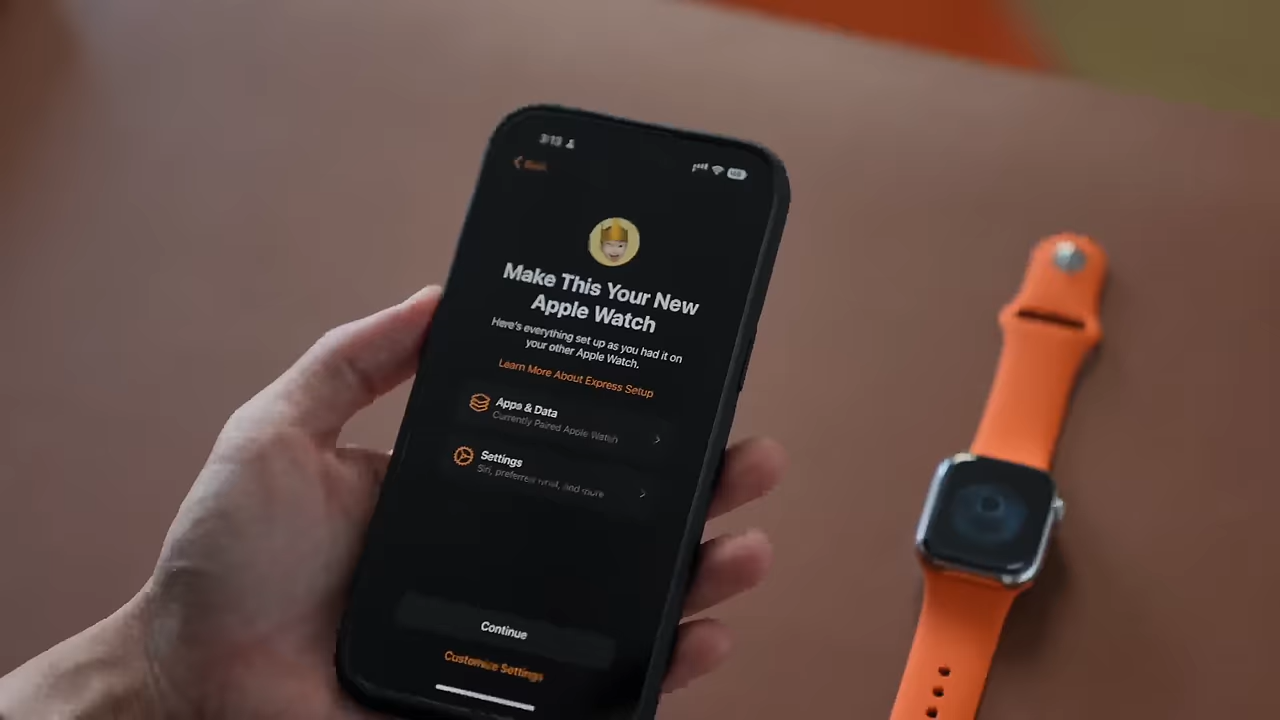 3:13
Make This Your New
Apple Watch
Here's everything set up as you had it on
your other Apple Watch.
Learn More About Express Setup
Apps & Data
Currently Paired Apple Watch
Settings
Siri, preferred wrist, and more
Continue
Customize Settings